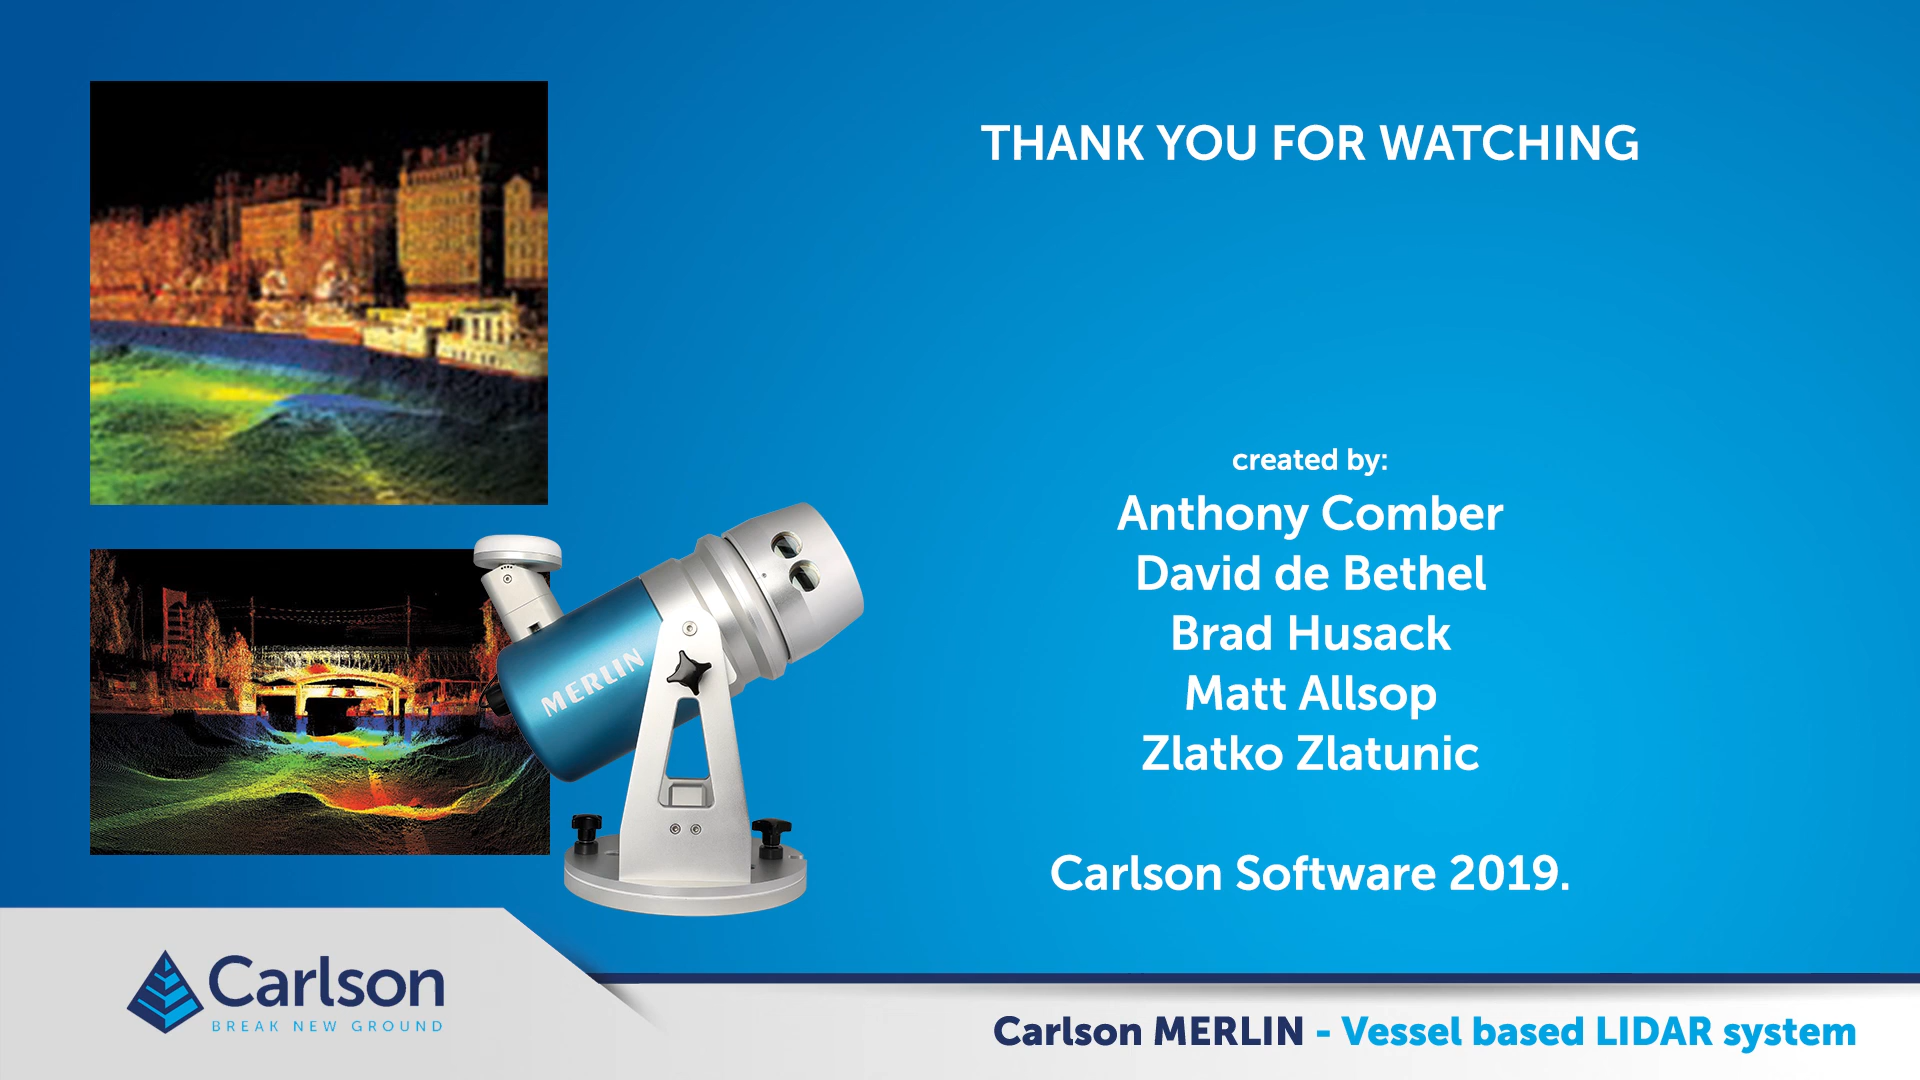 THANK YOU FOR WATCHING
created by:
Anthony Comber
David de Bethel
Brad Husack
Matt Allsop
Zlatko Zlatunic
Carlson Software 2019.
MERLIN
Carlson
BREAK NEW GROUND
Carlson MERLIN - Vessel based LIDAR system